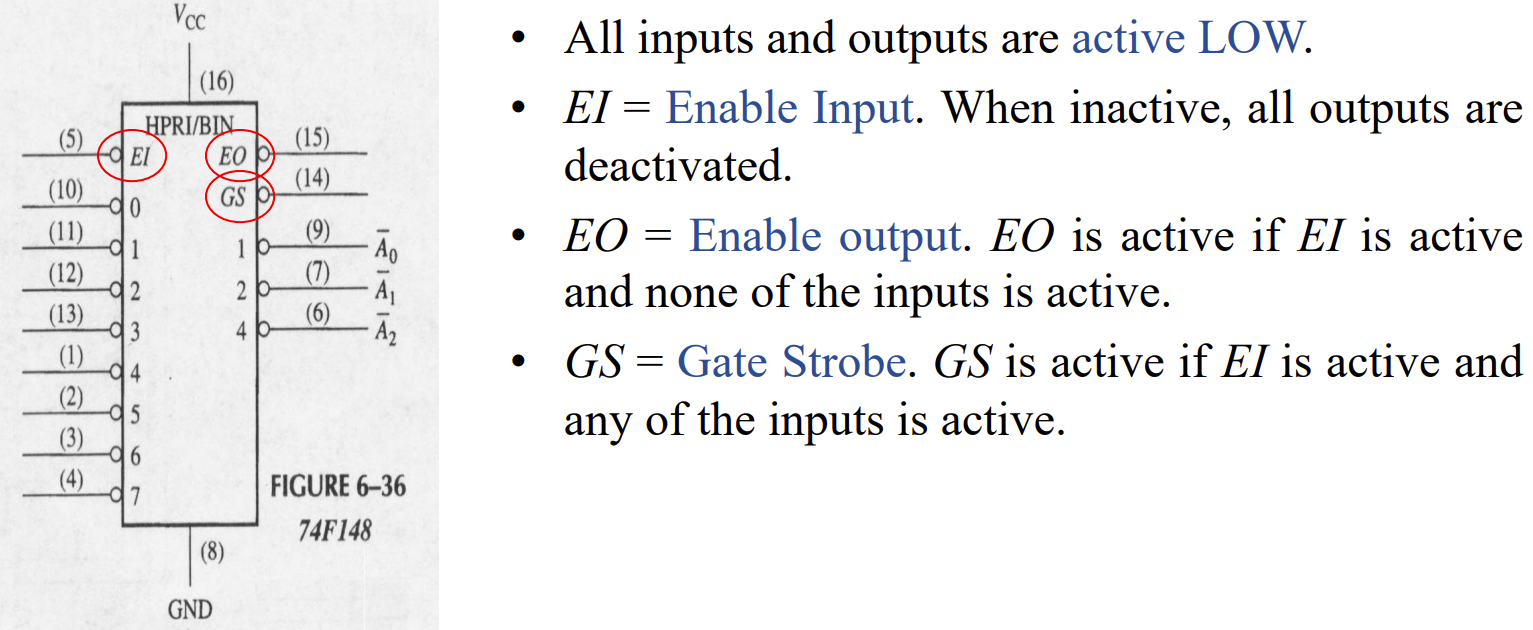 V_CC
(16)
HPRI/BIN
(5) EI EO (15)
GS (14)
(10) 0
(11) 1 1 (9) A̅₀
(12) 2 2 (7) A̅₁
(13) 3 4 (6) A̅₂
(1) 4
(2) 5
(3) 6
(4) 7
FIGURE 6–36
74F148
(8)
GND
• All inputs and outputs are active LOW.
• EI = Enable Input. When inactive, all outputs are
deactivated.
• EO = Enable output. EO is active if EI is active
and none of the inputs is active.
• GS = Gate Strobe. GS is active if EI is active and
any of the inputs is active.